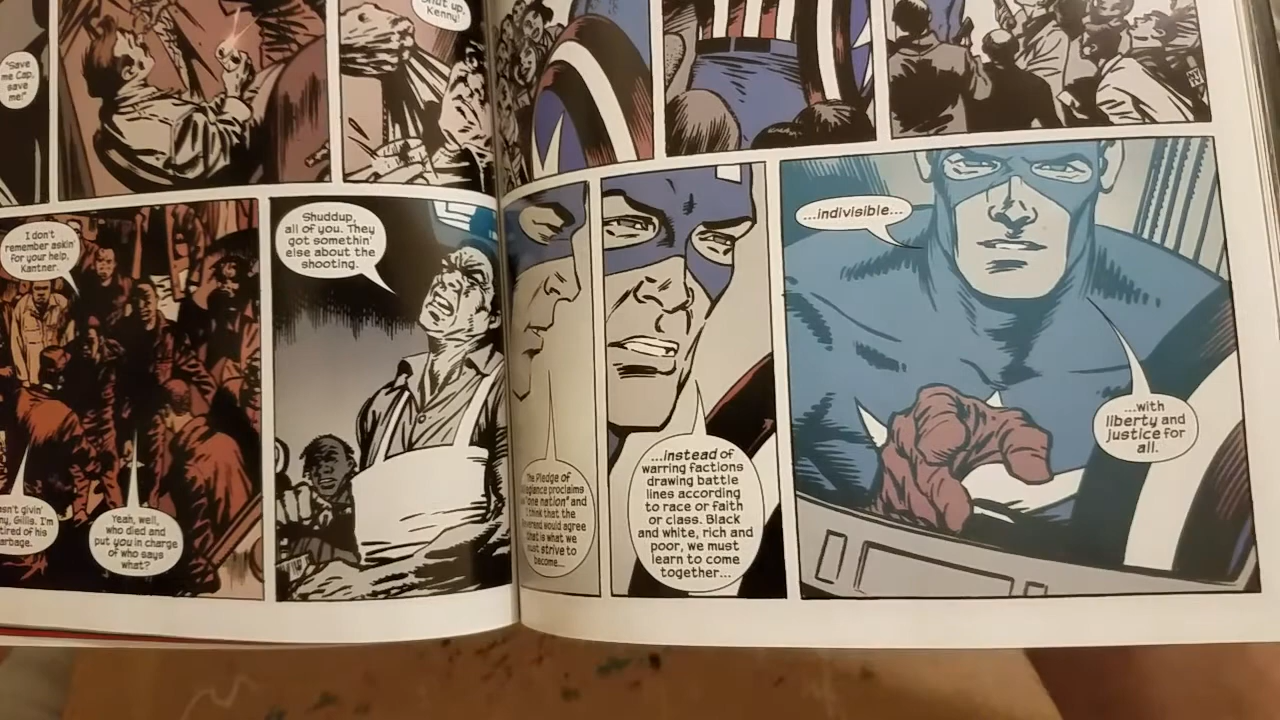 "Save
me Cap,
save
me!"
Shut up,
Kenny!
I don't
remember askin'
for your help,
Kantner.
givin'
Gillis. I'm
tired of his
Yeah, well,
who died and
put you in charge
of who says
what?
Shuddup,
all of you. They
got somethin'
else about the
shooting.
The Pledge of
proclaims
"one nation" and
I think that the
would agree
that is what we
must strive to
become...
...instead of
warring factions
drawing battle
lines according
to race or faith
or class. Black
and white, rich and
poor, we must
learn to come
together...
...indivisible...
...with
liberty and
justice for
all.